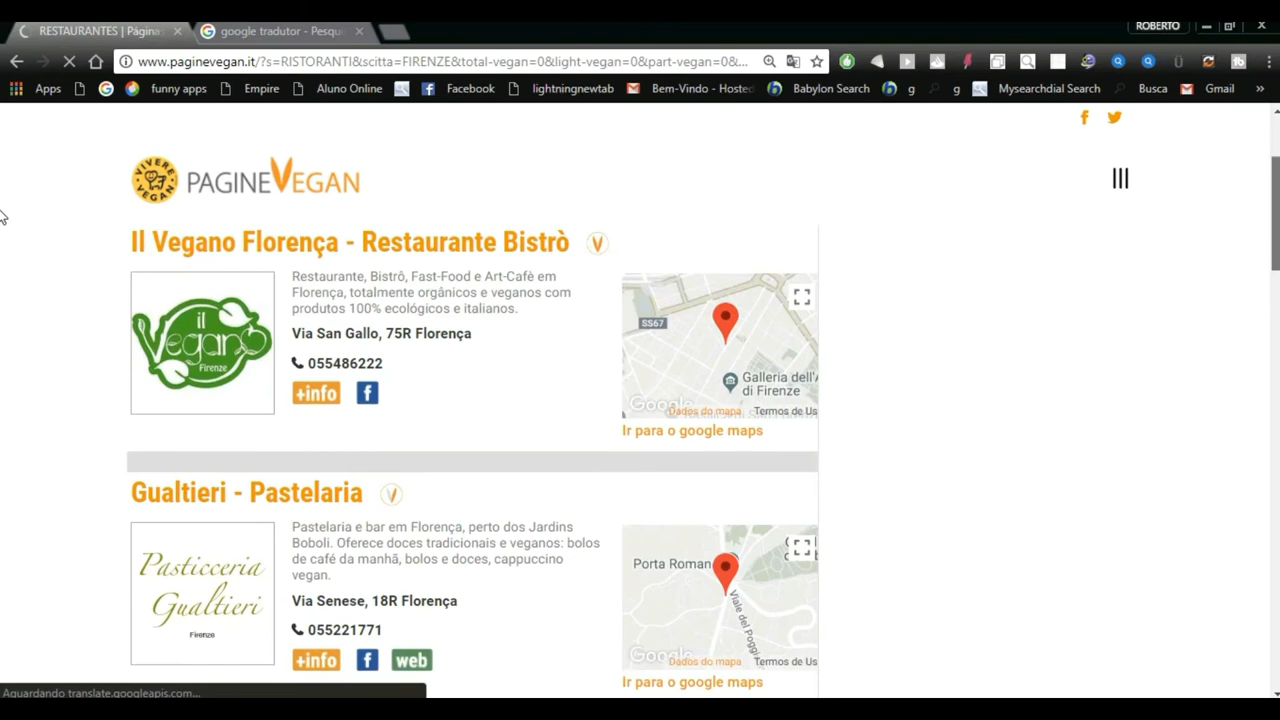 RESTAURANTES | Página
google tradutor - Pesqu
ROBERTO
www.paginevegan.it/?s=RISTORANTI&scitta=FIRENZE&total-vegan=0&light-vegan=0&part-vegan=0&...
Apps
funny apps
Empire
Aluno Online
Facebook
lightningnewtab
Bem-Vindo - Hosted
Babylon Search
g
g
Mysearchdial Search
Busca
Gmail
»
VIVERE VEGAN
PAGINEVEGAN
Il Vegano Florença - Restaurante Bistrò
il
Vegano
Firenze
Restaurante, Bistrô, Fast-Food e Art-Cafè em
Florença, totalmente orgânicos e veganos com
produtos 100% ecológicos e italianos.
Via San Gallo, 75R Florença
055486222
+info
SS67
Galleria dell'A
di Firenze
Google
Dados do mapa
Termos de Us
Ir para o google maps
Gualtieri - Pastelaria
Pasticceria
Gualtieri
Firenze
Pastelaria e bar em Florença, perto dos Jardins
Boboli. Oferece doces tradicionais e veganos: bolos
de café da manhã, bolos e doces, cappuccino
vegan.
Via Senese, 18R Florença
055221771
+info
web
Porta Roman
Viale del Poggi
Google
Dados do mapa
Termos de Us
Ir para o google maps
Aguardando translate.googleapis.com...